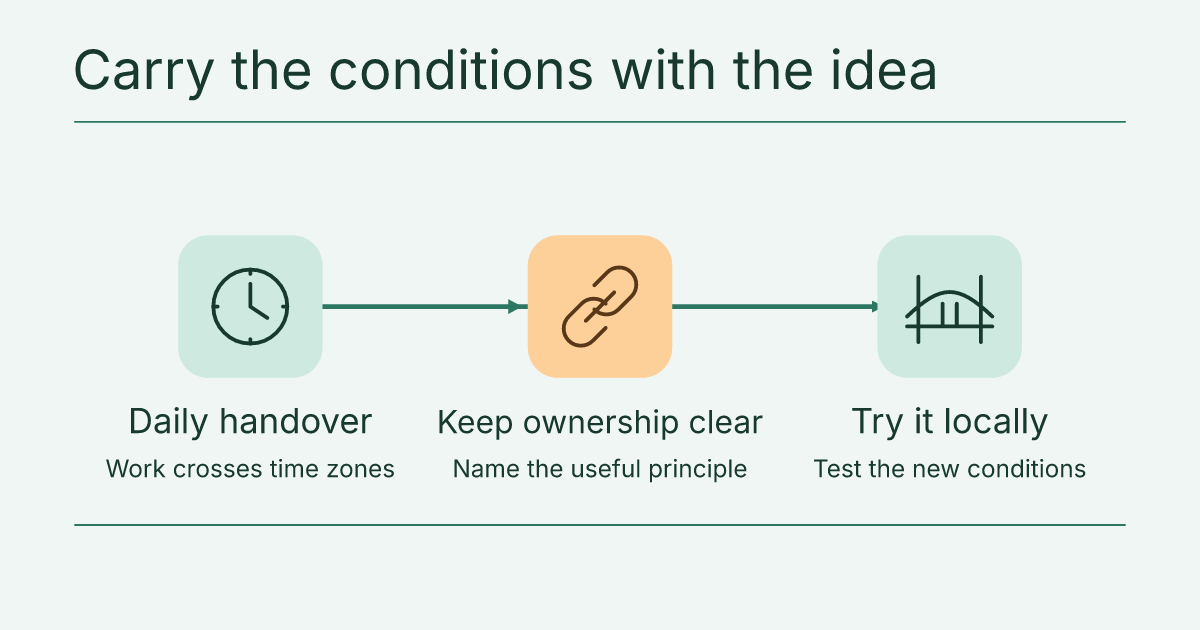 Carry the conditions with the idea
Daily handover
Work crosses time zones
Keep ownership clear
Name the useful principle
Try it locally
Test the new conditions